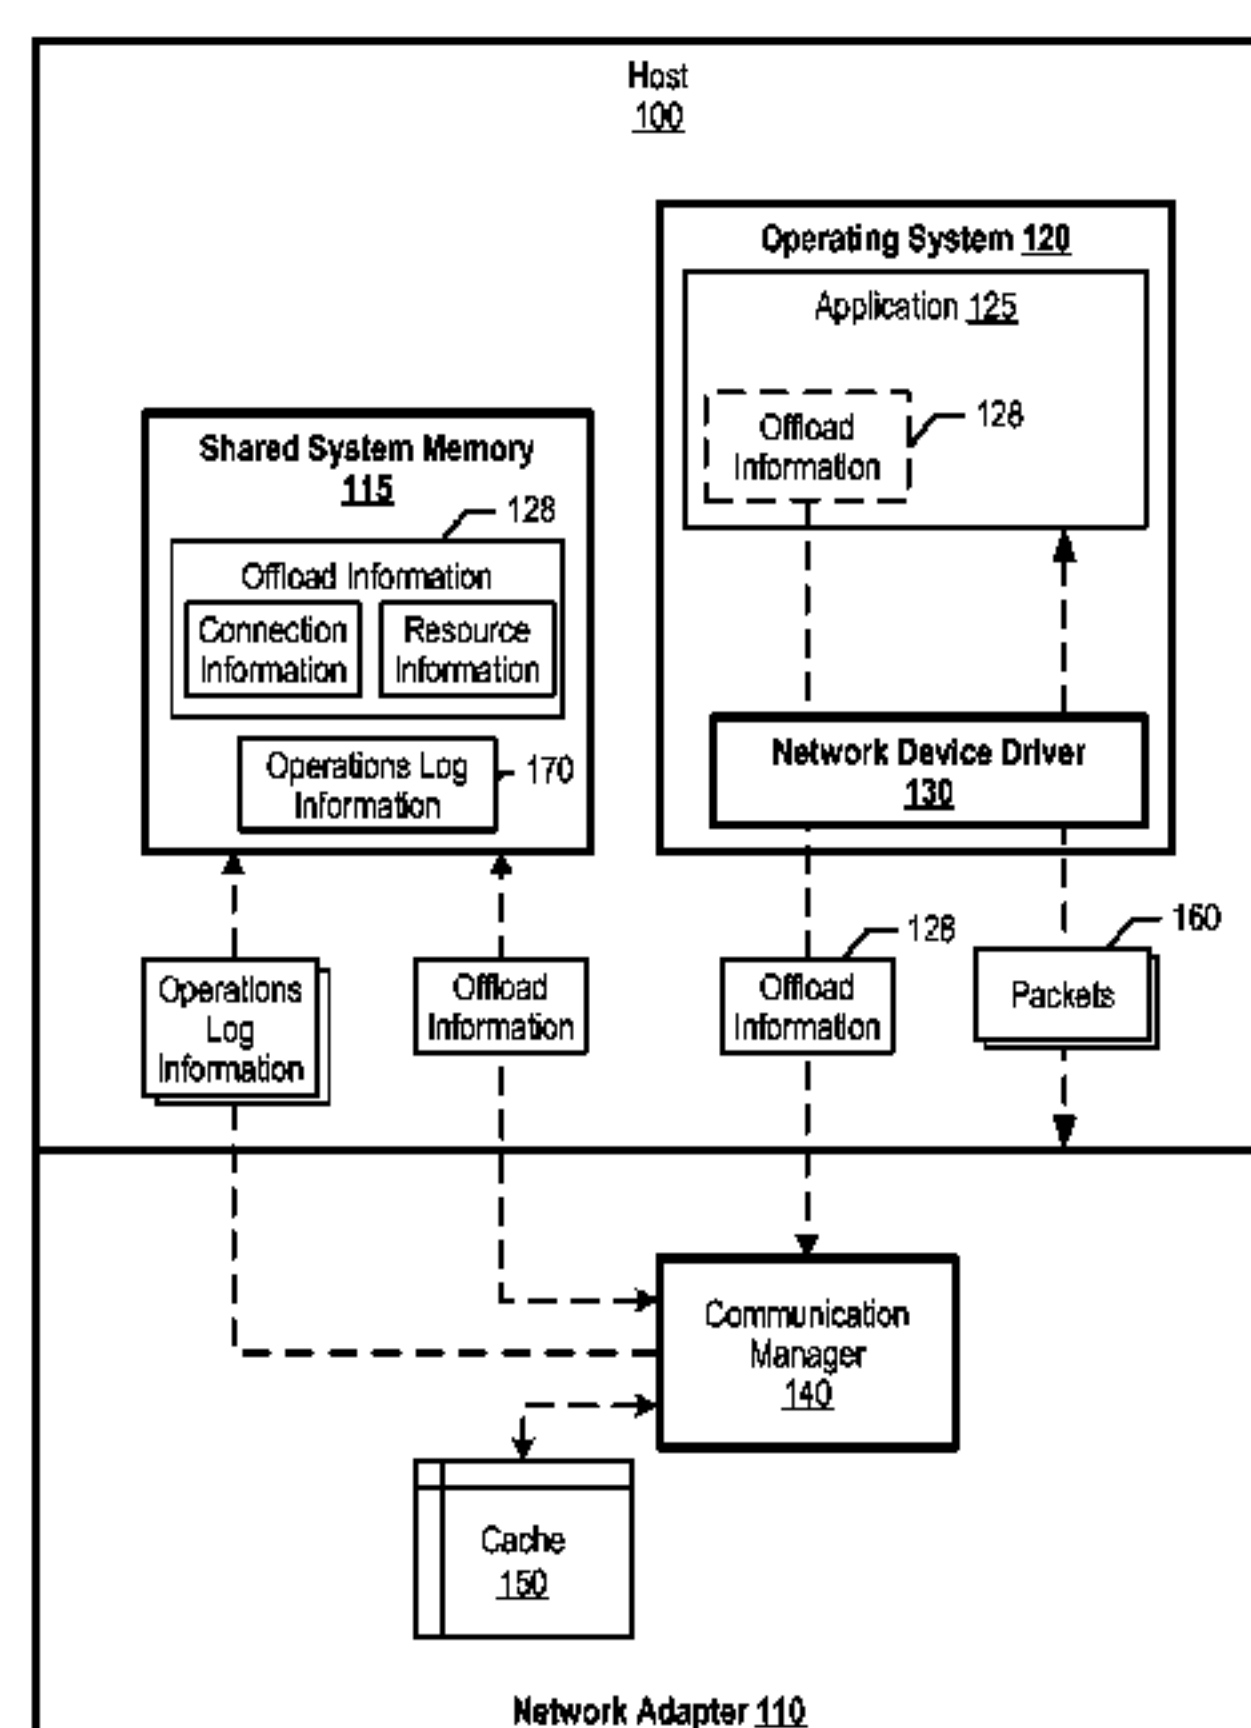 Host
100
Operating System 120
Application 125
Offload
Information
128
Shared System Memory
115
128
Offload Information
Connection
Information
Resource
Information
Operations Log
Information
170
Network Device Driver
130
Operations
Log
Information
Offload
Information
128
Offload
Information
160
Packets
Communication
Manager
140
Cache
150
Network Adapter 110